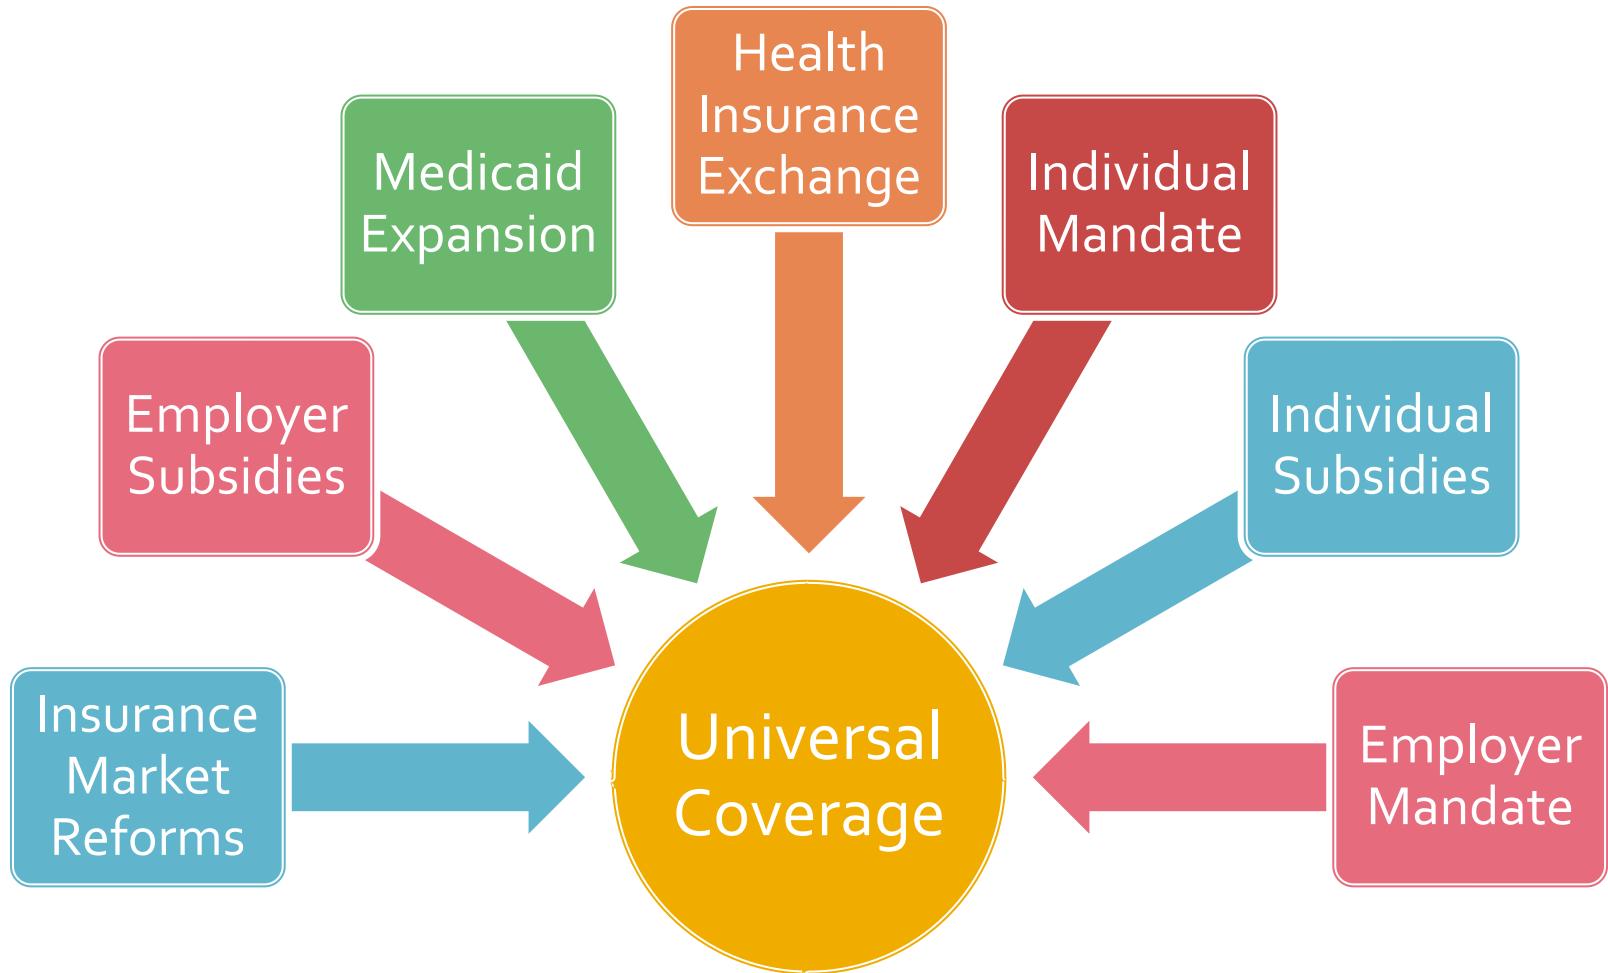 Health
Insurance
Exchange
Medicaid
Expansion
Individual
Mandate
Employer
Subsidies
Individual
Subsidies
Insurance
Market
Reforms
Universal
Coverage
Employer
Mandate